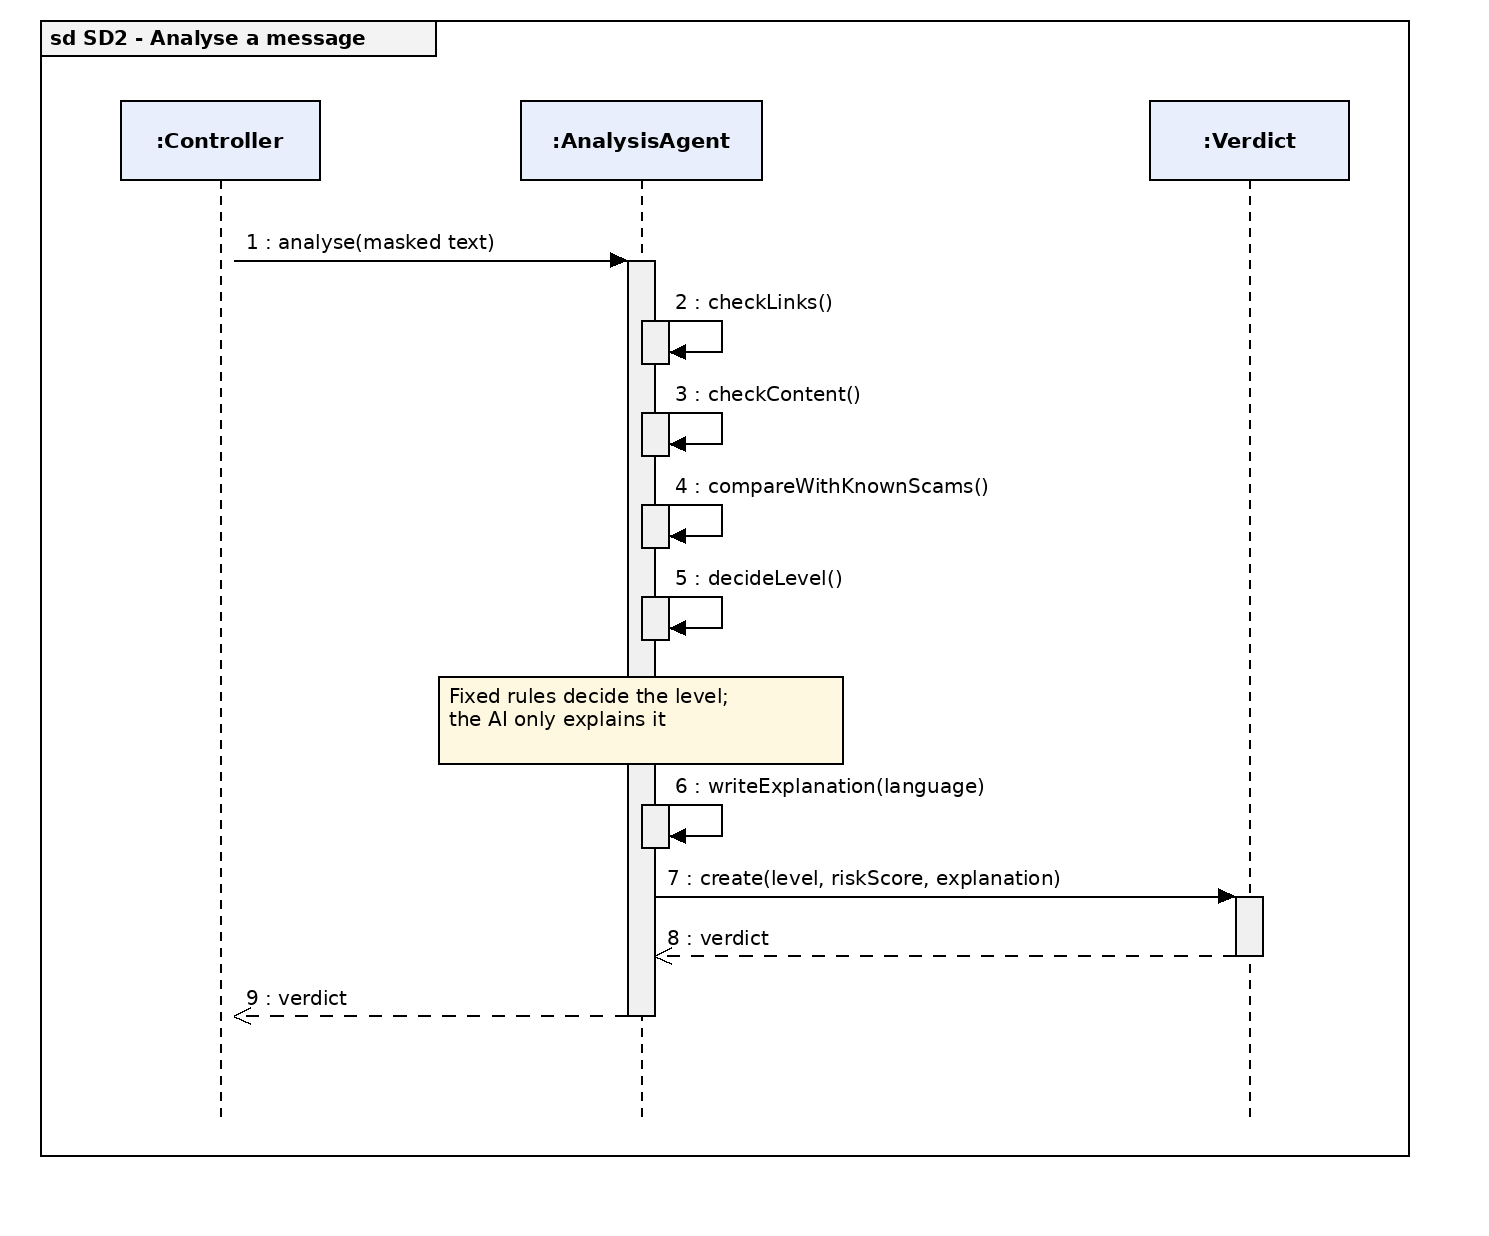 sd SD2 - Analyse a message
:Controller
:AnalysisAgent
:Verdict
1 : analyse(masked text)
2 : checkLinks()
3 : checkContent()
4 : compareWithKnownScams()
5 : decideLevel()
Fixed rules decide the level;
the AI only explains it
6 : writeExplanation(language)
7 : create(level, riskScore, explanation)
8 : verdict
9 : verdict